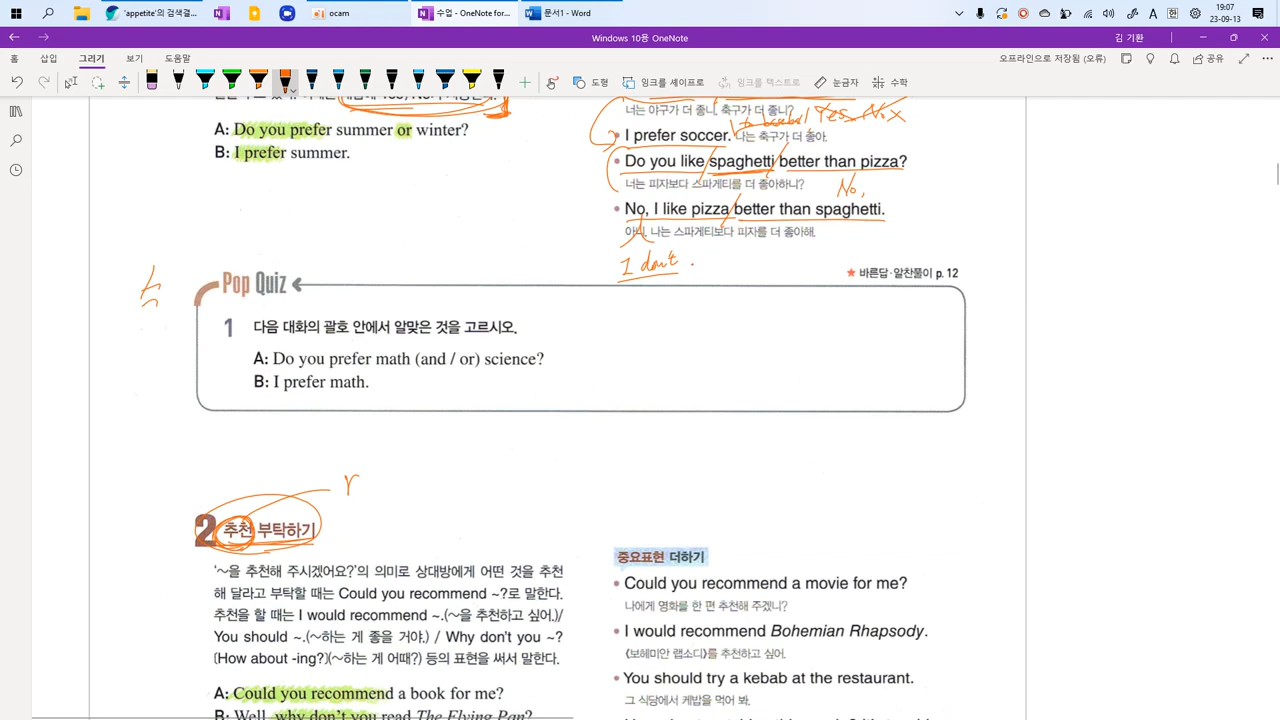 'appetite'의 검색결...
ocam
수업 - OneNote for...
문서1 - Word
19:07
23-09-13
Windows 10용 OneNote
김 기환
홈
삽입
그리기
보기
도움말
오프라인으로 저장됨 (오류)
공유
도형
잉크를 셰이프로
잉크를 텍스트로
눈금자
수학
A: Do you prefer summer or winter?
B: I prefer summer.
너는 야구가 더 좋니, 축구가 더 좋니?
Yes No X
I prefer soccer.
to baseball
나는 축구가 더 좋아.
Do you like spaghetti better than pizza?
너는 피자보다 스파게티를 더 좋아하니?
No,
No, I like pizza better than spaghetti.
아니. 나는 스파게티보다 피자를 더 좋아해.
I don't .
Pop Quiz
★ 바른답·알찬풀이 p. 12
1 다음 대화의 괄호 안에서 알맞은 것을 고르시오.
A: Do you prefer math (and / or) science?
B: I prefer math.
r
2 추천 부탁하기
'~을 추천해 주시겠어요?'의 의미로 상대방에게 어떤 것을 추천
해 달라고 부탁할 때는 Could you recommend ~?로 말한다.
추천을 할 때는 I would recommend ~.(~을 추천하고 싶어.)/
You should ~.(~하는 게 좋을 거야.) / Why don't you ~?
[How about -ing?](~하는 게 어때?) 등의 표현을 써서 말한다.
A: Could you recommend a book for me?
B: Well, why don't you read The Flying Pan?
중요표현 더하기
Could you recommend a movie for me?
나에게 영화를 한 편 추천해 주겠니?
I would recommend Bohemian Rhapsody.
《보헤미안 랩소디》를 추천하고 싶어.
You should try a kebab at the restaurant.
그 식당에서 케밥을 먹어 봐.